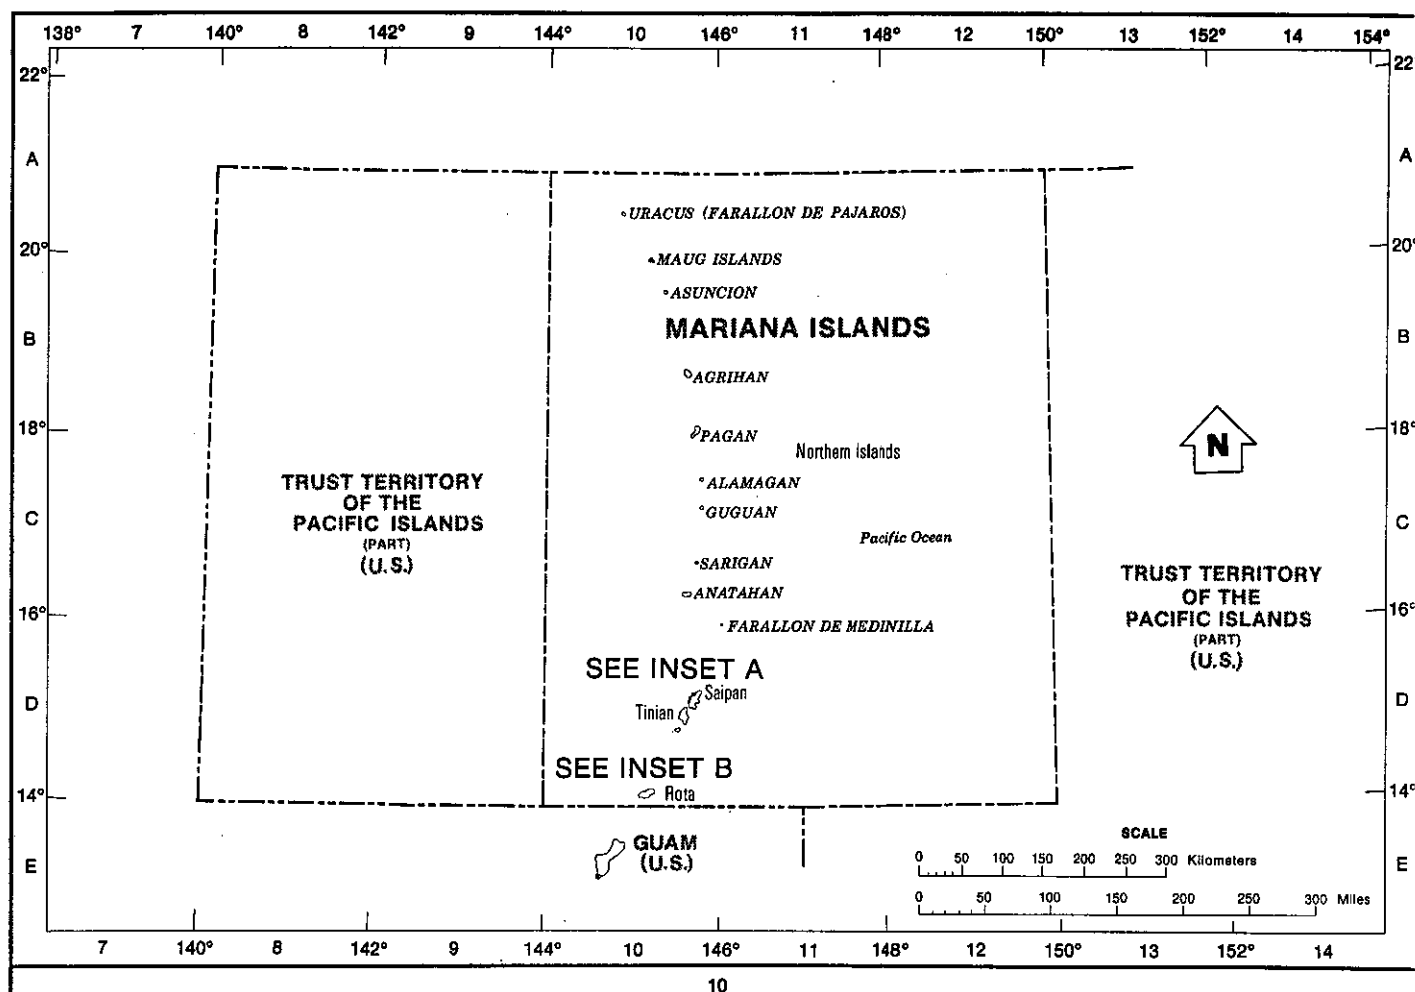 138° 7 140° 8 142° 9 144° 10 146° 11 148° 12 150° 13 152° 14 154°
22° 22°
A A
URACUS (FARALLON DE PAJAROS)
20° 20°
MAUG ISLANDS
ASUNCION
MARIANA ISLANDS
B B
AGRIHAN
18° 18°
PAGAN
Northern Islands
N
TRUST TERRITORY
OF THE
PACIFIC ISLANDS
(PART)
(U.S.)
ALAMAGAN
GUGUAN
C C
Pacific Ocean
SARIGAN
ANATAHAN
TRUST TERRITORY
OF THE
PACIFIC ISLANDS
(PART)
(U.S.)
16° 16°
FARALLON DE MEDINILLA
SEE INSET A
Saipan
Tinian
D D
SEE INSET B
Rota
14° 14°
GUAM
(U.S.)
E E
SCALE
0 50 100 150 200 250 300 Kilometers
0 50 100 150 200 250 300 Miles
7 140° 8 142° 9 144° 10 146° 11 148° 12 150° 13 152° 14
10